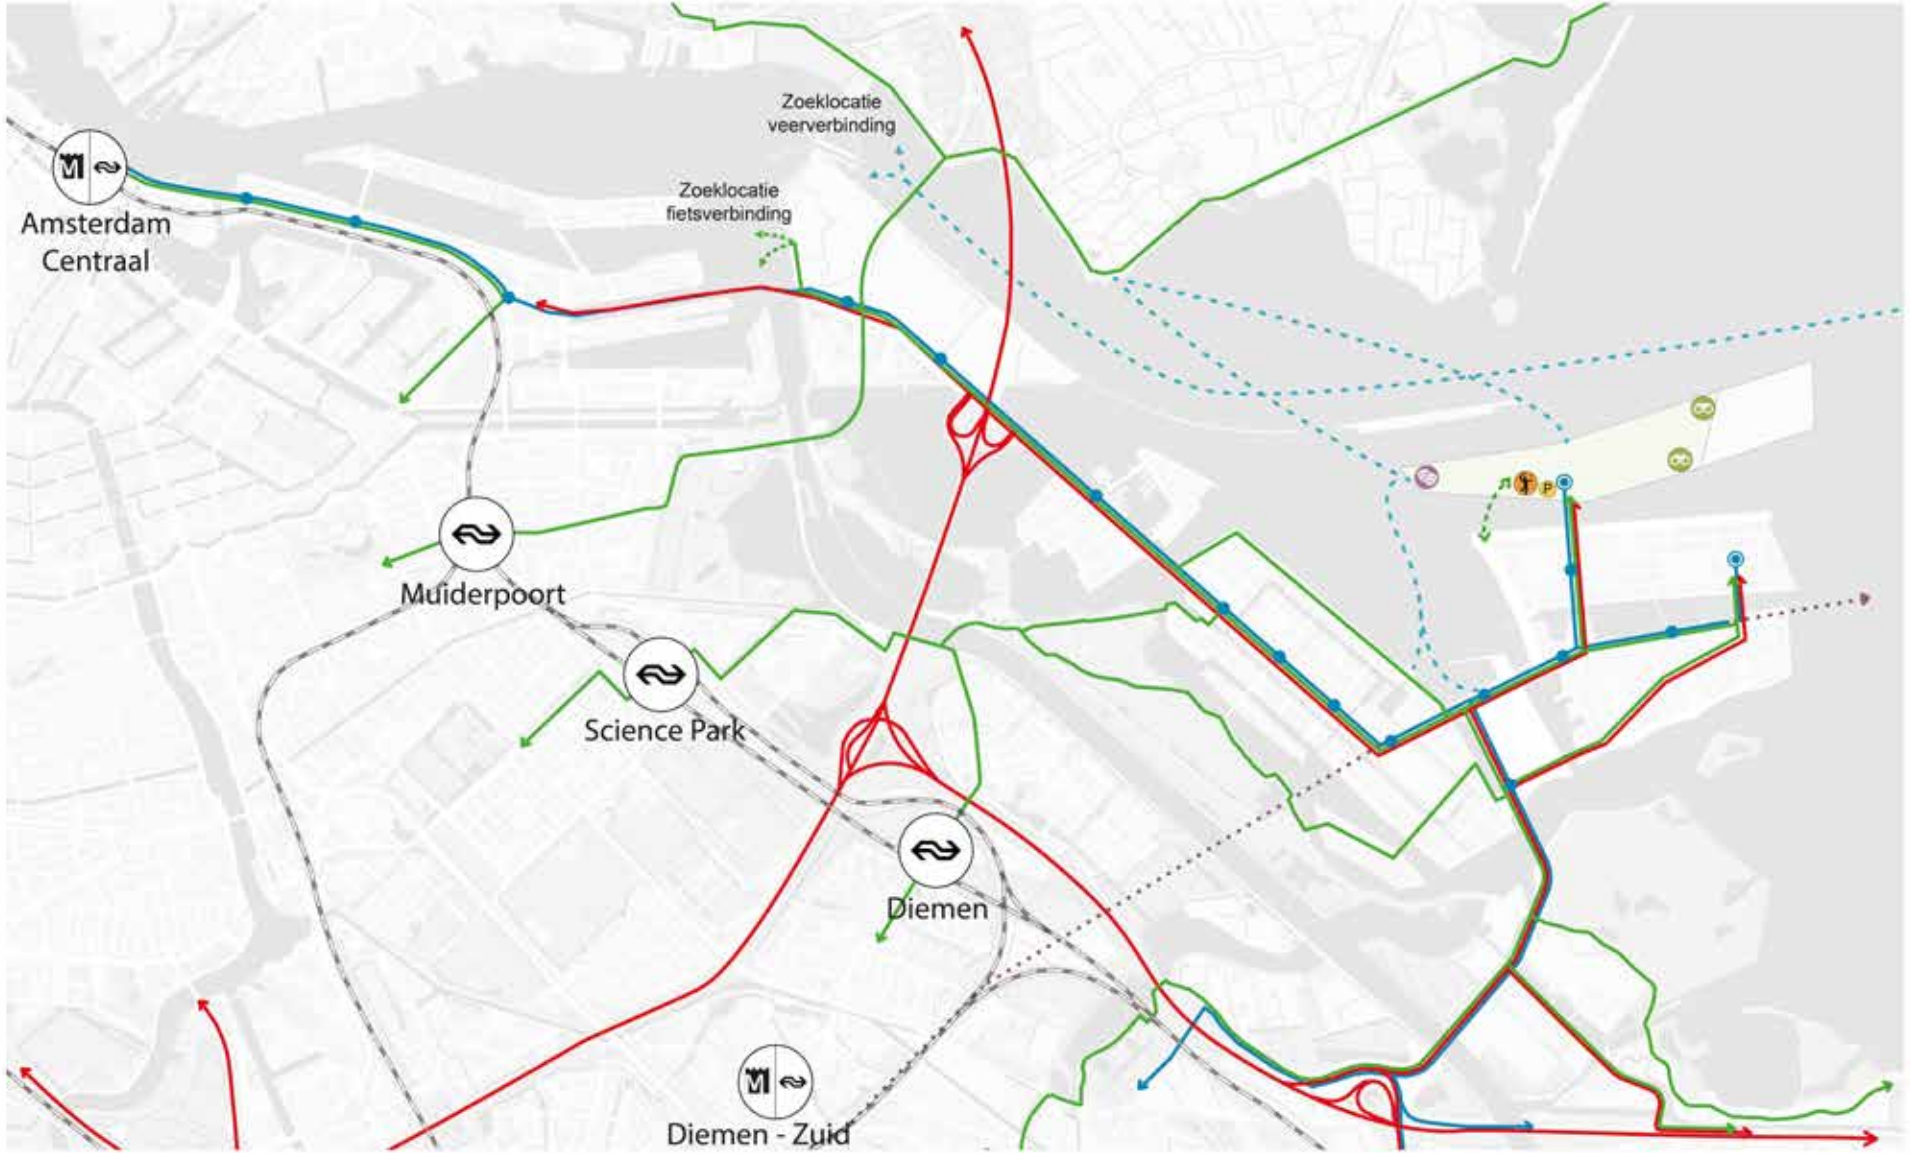 Zoeklocatie
veerverbinding
Zoeklocatie
fietsverbinding
M
Amsterdam
Centraal
P
Muiderpoort
Science Park
Diemen
M
Diemen - Zuid